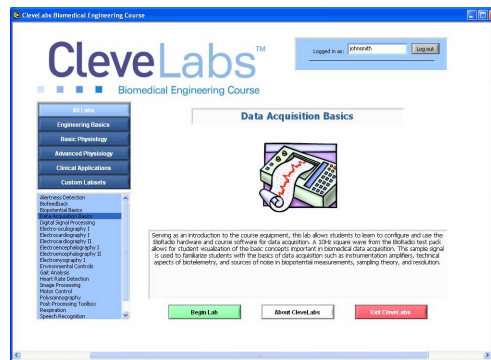 CleveLabs Biomedical Engineering Course
CleveLabs™
Biomedical Engineering Course
Logged in as: johnsmith Log out
All Labs
Engineering Basics
Basic Physiology
Advanced Physiology
Clinical Applications
Custom Labsets
Alertness Detection
Biofeedback
Biopotential Basics
Data Acquisition Basics
Digital Signal Processing
Electro-oculography I
Electrocardiography I
Electrocardiography II
Electroencephalography I
Electroencephalography II
Electromyography I
Environmental Controls
Gait Analysis
Heart Rate Detection
Image Processing
Motor Control
Polysomnography
Post-Processing Toolbox
Respiration
Speech Recognition
Data Acquisition Basics
Serving as an introduction to the course equipment, this lab allows students to learn to configure and use the
BioRadio hardware and course software for data acquisition. A 10Hz square wave from the BioRadio test pack
allows for student visualization of the basic concepts important in biomedical data acquisition. This sample signal
is used to familiarize students with the basics of data acquisition such as instrumentation amplifiers, technical
aspects of biotelemetry, and sources of noise in biopotential measurements, sampling theory, and resolution.
Begin Lab
About CleveLabs
Exit CleveLabs